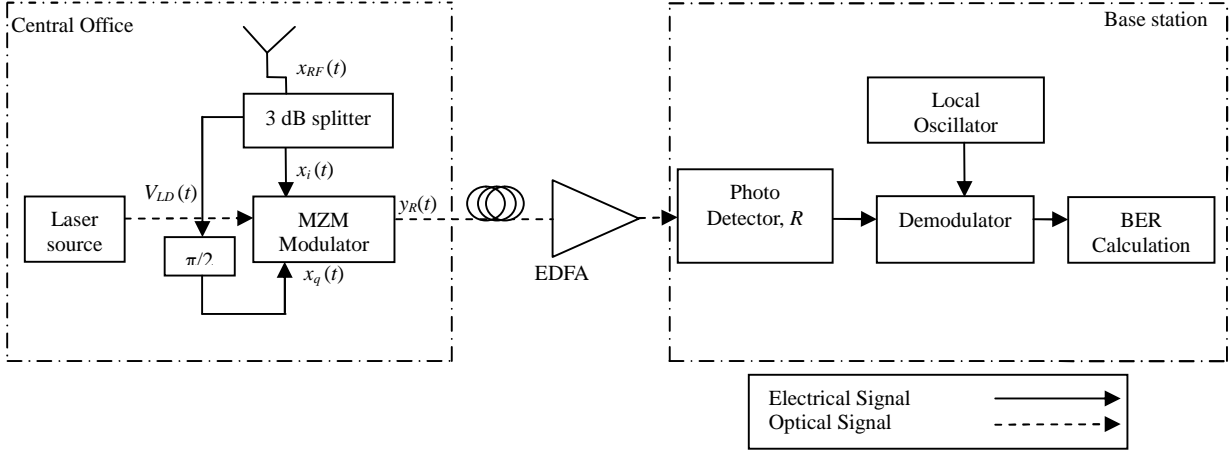 Central Office
Base station
x_RF(t)
3 dB splitter
Local
Oscillator
x_i(t)
V_LD(t)
Laser
source
MZM
Modulator
y_R(t)
π/2
x_q(t)
EDFA
Photo
Detector, R
Demodulator
BER
Calculation
Electrical Signal
Optical Signal